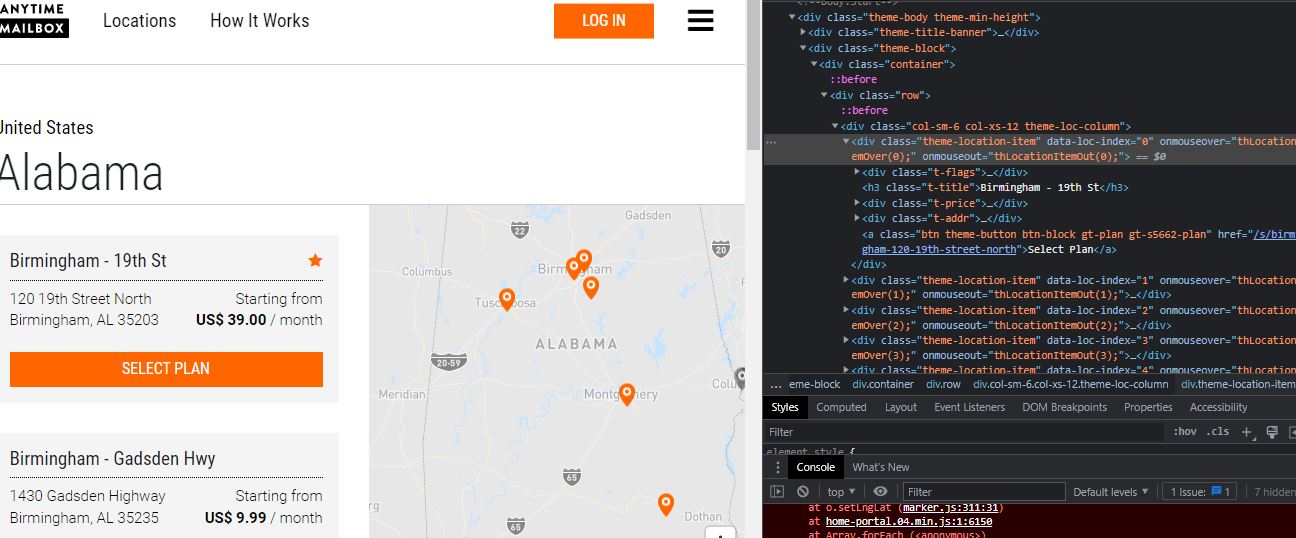 ANYTIME
MAILBOX
Locations
How It Works
LOG IN
United States
Alabama
Birmingham - 19th St
120 19th Street North
Starting from
Birmingham, AL 35203
US$ 39.00 / month
SELECT PLAN
Birmingham - Gadsden Hwy
1430 Gadsden Highway
Starting from
Birmingham, AL 35235
US$ 9.99 / month
Gadsden
22
20
Columbus
Birmingham
ALABAMA
20-59
Meridian
Montgomery
65
Dothan
65
<!--Body.Start-->
▼<div class="theme-body theme-min-height">
▶<div class="theme-title-banner">…</div>
▼<div class="theme-block">
▼<div class="container">
::before
▼<div class="row">
::before
▼<div class="col-sm-6 col-xs-12 theme-loc-column">
… ▼<div class="theme-location-item" data-loc-index="0" onmouseover="thLocation
emOver(0);" onmouseout="thLocationItemOut(0);"> == $0
▶<div class="t-flags">…</div>
<h3 class="t-title">Birmingham - 19th St</h3>
▶<div class="t-price">…</div>
▶<div class="t-addr">…</div>
<a class="btn theme-button btn-block gt-plan gt-s5662-plan" href="/s/birm
gham-120-19th-street-north">Select Plan</a>
</div>
▶<div class="theme-location-item" data-loc-index="1" onmouseover="thLocation
emOver(1);" onmouseout="thLocationItemOut(1);">…</div>
▶<div class="theme-location-item" data-loc-index="2" onmouseover="thLocation
emOver(2);" onmouseout="thLocationItemOut(2);">…</div>
▶<div class="theme-location-item" data-loc-index="3" onmouseover="thLocation
emOver(3);" onmouseout="thLocationItemOut(3);">…</div>
▶<div class="theme-location-item" data-loc-index="4" onmouseover="thLocation
… eme-block div.container div.row div.col-sm-6.col-xs-12.theme-loc-column div.theme-location-item
Styles Computed Layout Event Listeners DOM Breakpoints Properties Accessibility
Filter :hov .cls +
element.style {
Console What's New
top ▼ Filter Default levels ▼ 1 Issue: 1 7 hidden
at o.setLngLat (marker.js:311:31)
at home-portal.04.min.js:1:6150
at Array.forEach (<anonymous>)